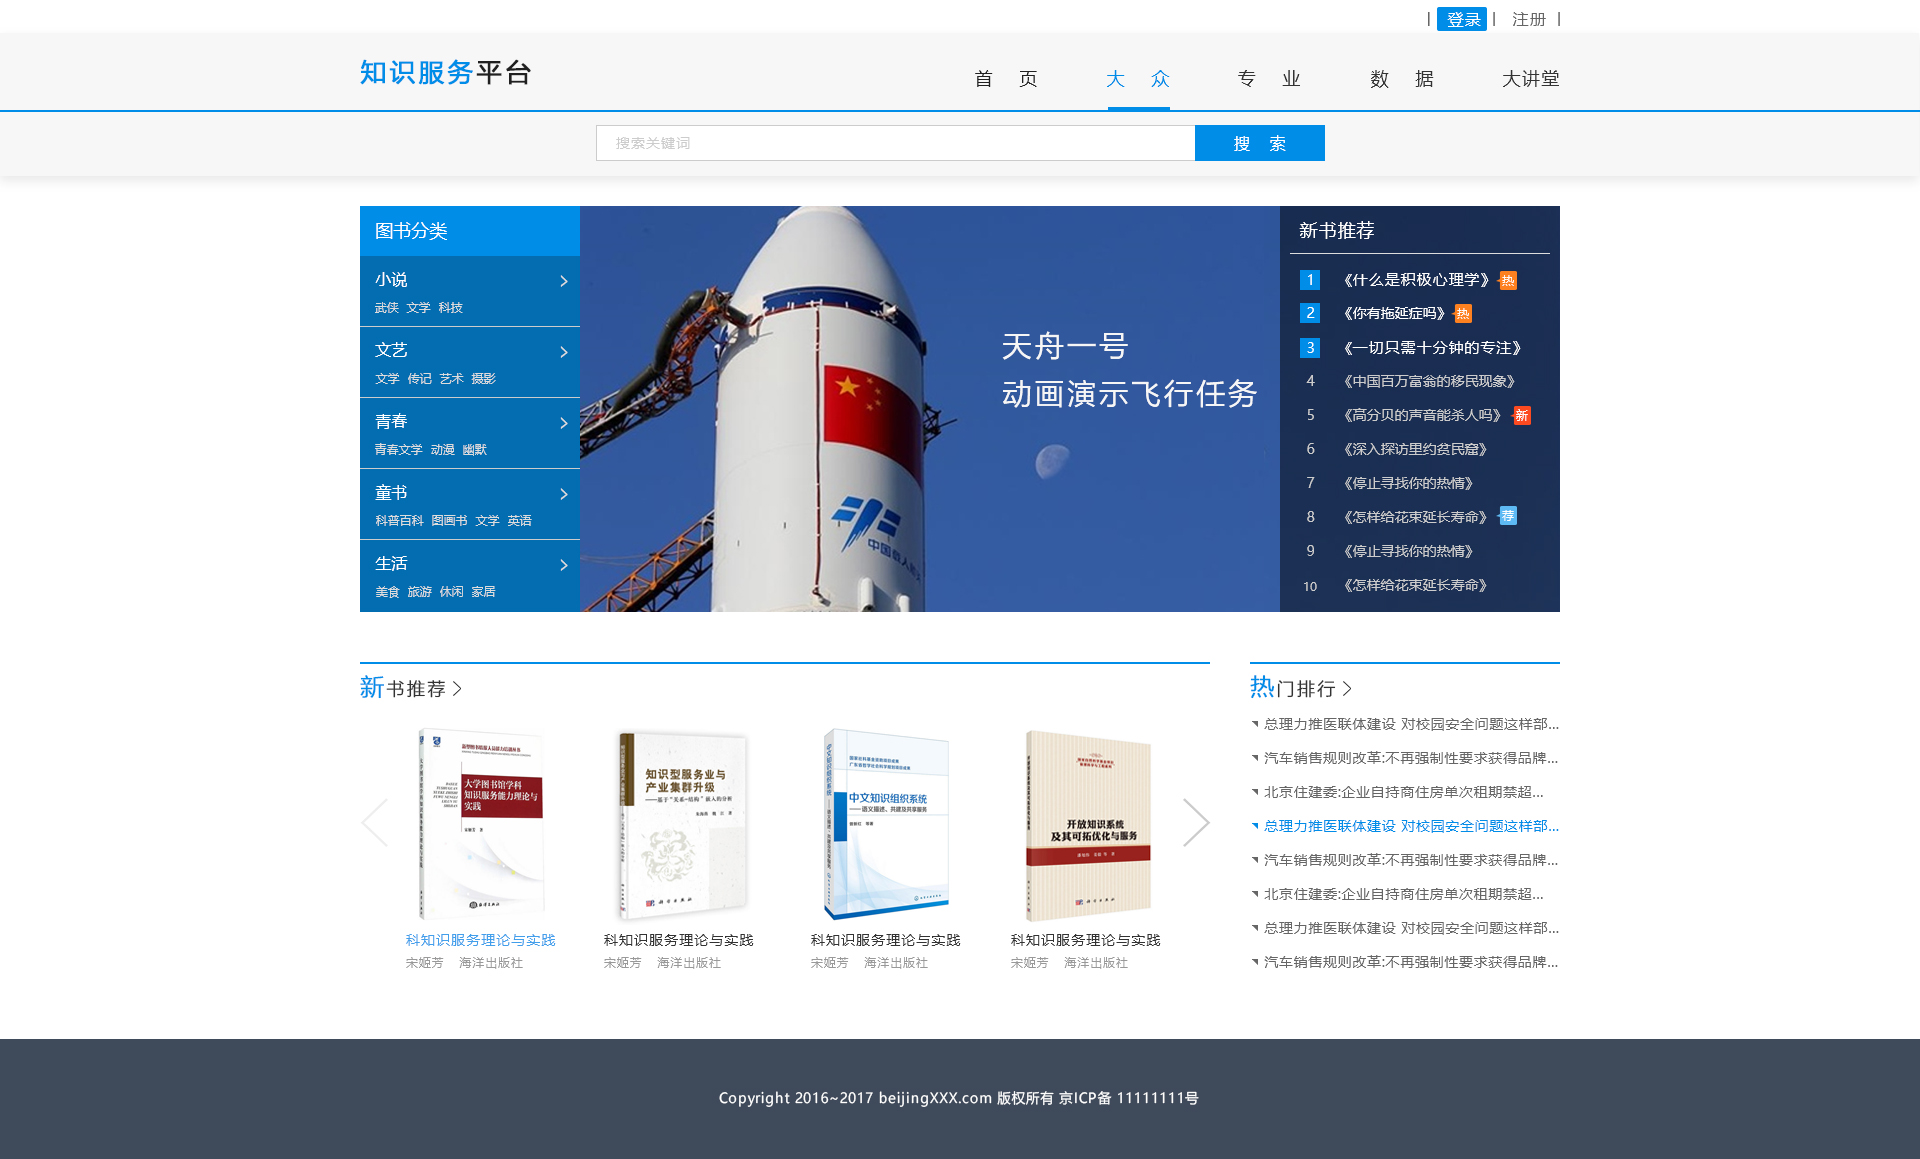 | 登录 | 注册 |
知识服务平台
首 页 大 众 专 业 数 据 大讲堂
搜索关键词 搜 索
图书分类
小说
武侠 文学 科技
文艺
文学 传记 艺术 摄影
青春
青春文学 动漫 幽默
童书
科普百科 图画书 文学 英语
生活
美食 旅游 休闲 家居
天舟一号
动画演示飞行任务
新书推荐
1 《什么是积极心理学》 热
2 《你有拖延症吗》 热
3 《一切只需十分钟的专注》
4 《中国百万富翁的移民现象》
5 《高分贝的声音能杀人吗》 新
6 《深入探访里约贫民窟》
7 《停止寻找你的热情》
8 《怎样给花束延长寿命》 荐
9 《停止寻找你的热情》
10 《怎样给花束延长寿命》
新书推荐
大学图书馆学科
知识服务能力理论与
实践
科知识服务理论与实践
宋姬芳 海洋出版社
知识型服务业与
产业集群升级
——基于“关系-结构”嵌入的分析
科知识服务理论与实践
宋姬芳 海洋出版社
中文知识组织系统
——语义描述、共建及共享服务
科知识服务理论与实践
宋姬芳 海洋出版社
开放知识系统
及其可拓优化与服务
科知识服务理论与实践
宋姬芳 海洋出版社
热门排行
总理力推医联体建设 对校园安全问题这样部...
汽车销售规则改革:不再强制性要求获得品牌...
北京住建委:企业自持商住房单次租期禁超...
总理力推医联体建设 对校园安全问题这样部...
汽车销售规则改革:不再强制性要求获得品牌...
北京住建委:企业自持商住房单次租期禁超...
总理力推医联体建设 对校园安全问题这样部...
汽车销售规则改革:不再强制性要求获得品牌...
Copyright 2016~2017 beijingXXX.com 版权所有 京ICP备 11111111号